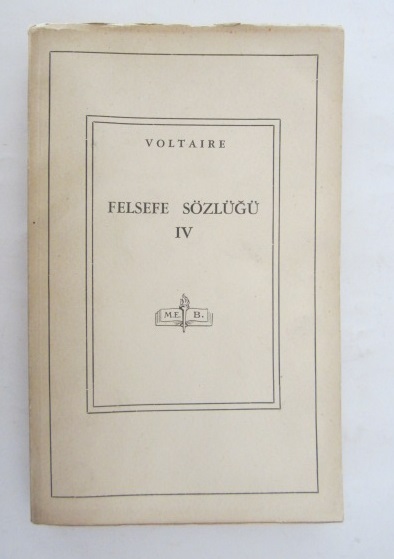 VOLTAIRE
FELSEFE SÖZLÜĞÜ
IV
M.E. B.